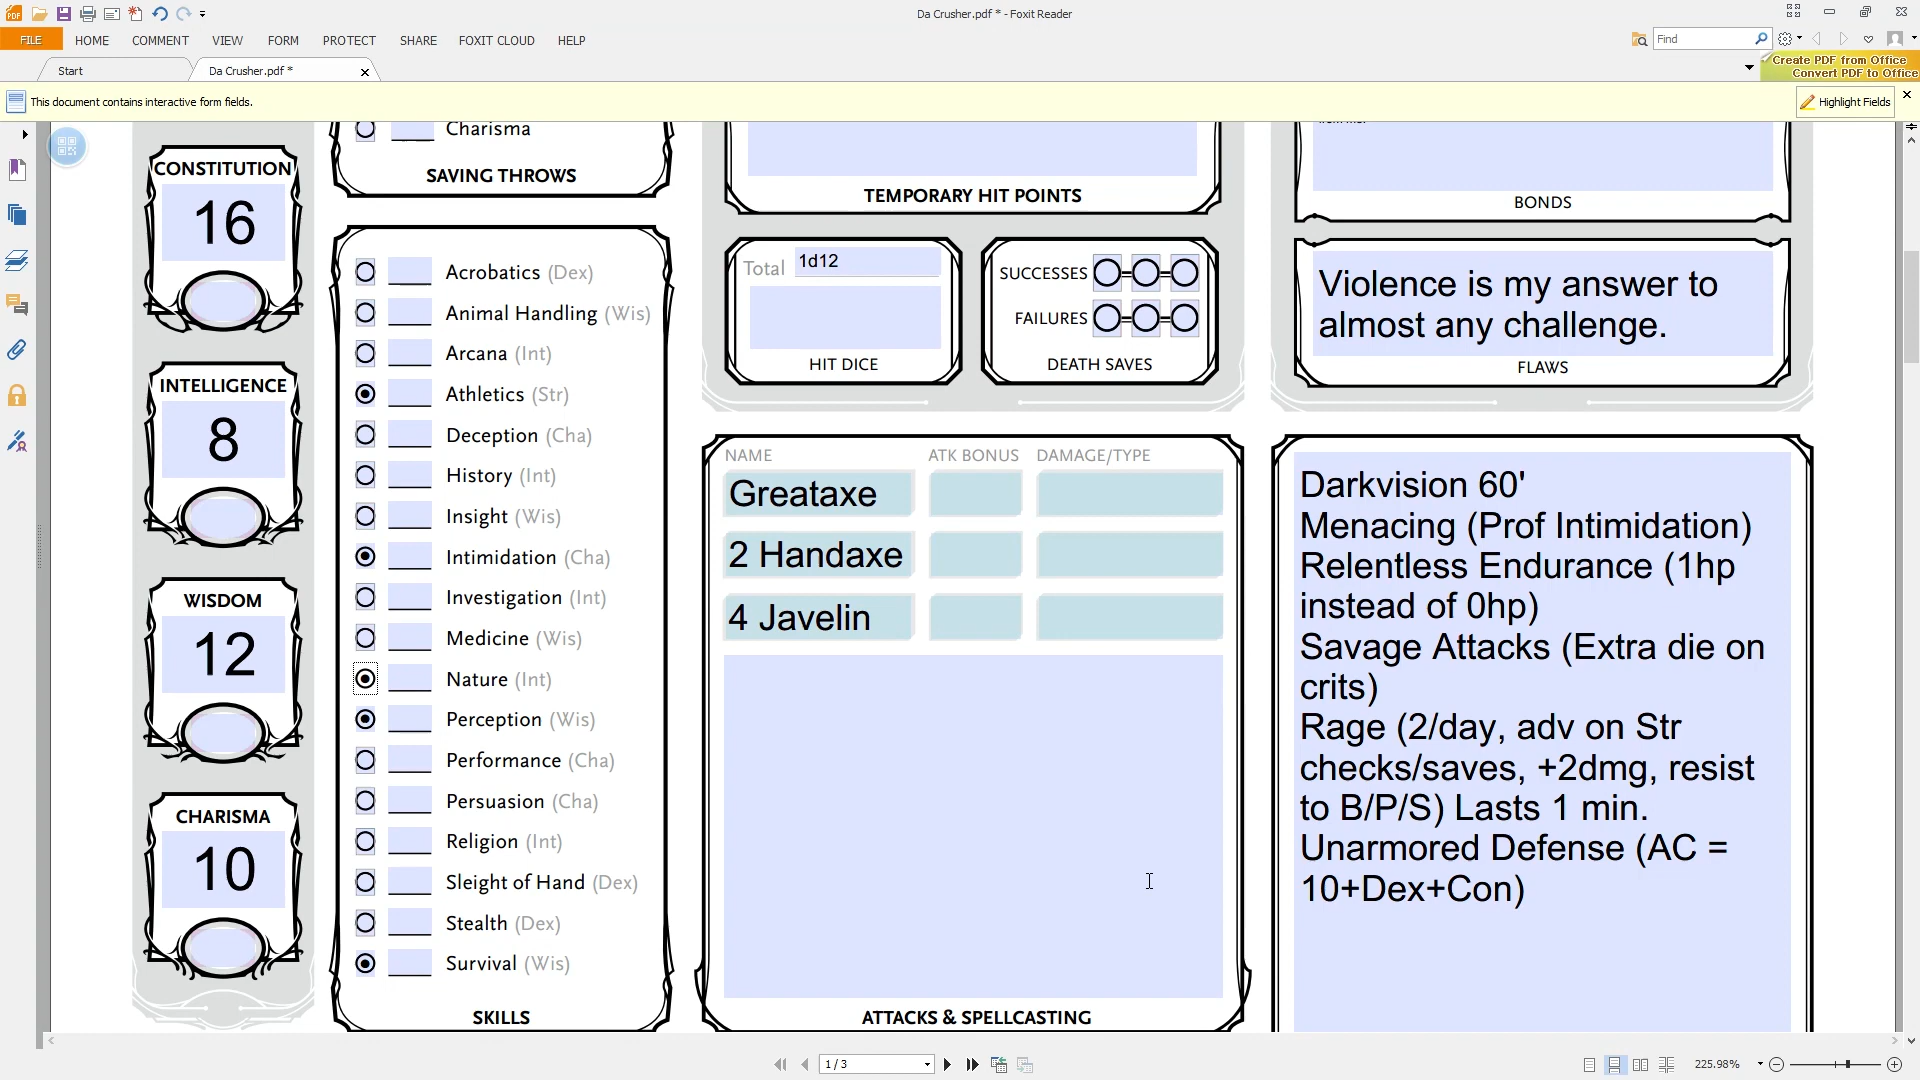 Da Crusher.pdf * - Foxit Reader
FILE HOME COMMENT VIEW FORM PROTECT SHARE FOXIT CLOUD HELP
Find
Start
Da Crusher.pdf *
Create PDF from Office
Convert PDF to Office
This document contains interactive form fields.
Highlight Fields
CONSTITUTION
16
INTELLIGENCE
8
WISDOM
12
CHARISMA
10
Charisma
SAVING THROWS
Acrobatics (Dex)
Animal Handling (Wis)
Arcana (Int)
Athletics (Str)
Deception (Cha)
History (Int)
Insight (Wis)
Intimidation (Cha)
Investigation (Int)
Medicine (Wis)
Nature (Int)
Perception (Wis)
Performance (Cha)
Persuasion (Cha)
Religion (Int)
Sleight of Hand (Dex)
Stealth (Dex)
Survival (Wis)
SKILLS
TEMPORARY HIT POINTS
Total 1d12
HIT DICE
SUCCESSES
FAILURES
DEATH SAVES
NAME ATK BONUS DAMAGE/TYPE
Greataxe
2 Handaxe
4 Javelin
ATTACKS & SPELLCASTING
BONDS
Violence is my answer to
almost any challenge.
FLAWS
Darkvision 60'
Menacing (Prof Intimidation)
Relentless Endurance (1hp
instead of 0hp)
Savage Attacks (Extra die on
crits)
Rage (2/day, adv on Str
checks/saves, +2dmg, resist
to B/P/S) Lasts 1 min.
Unarmored Defense (AC =
10+Dex+Con)
1 / 3
225.98%